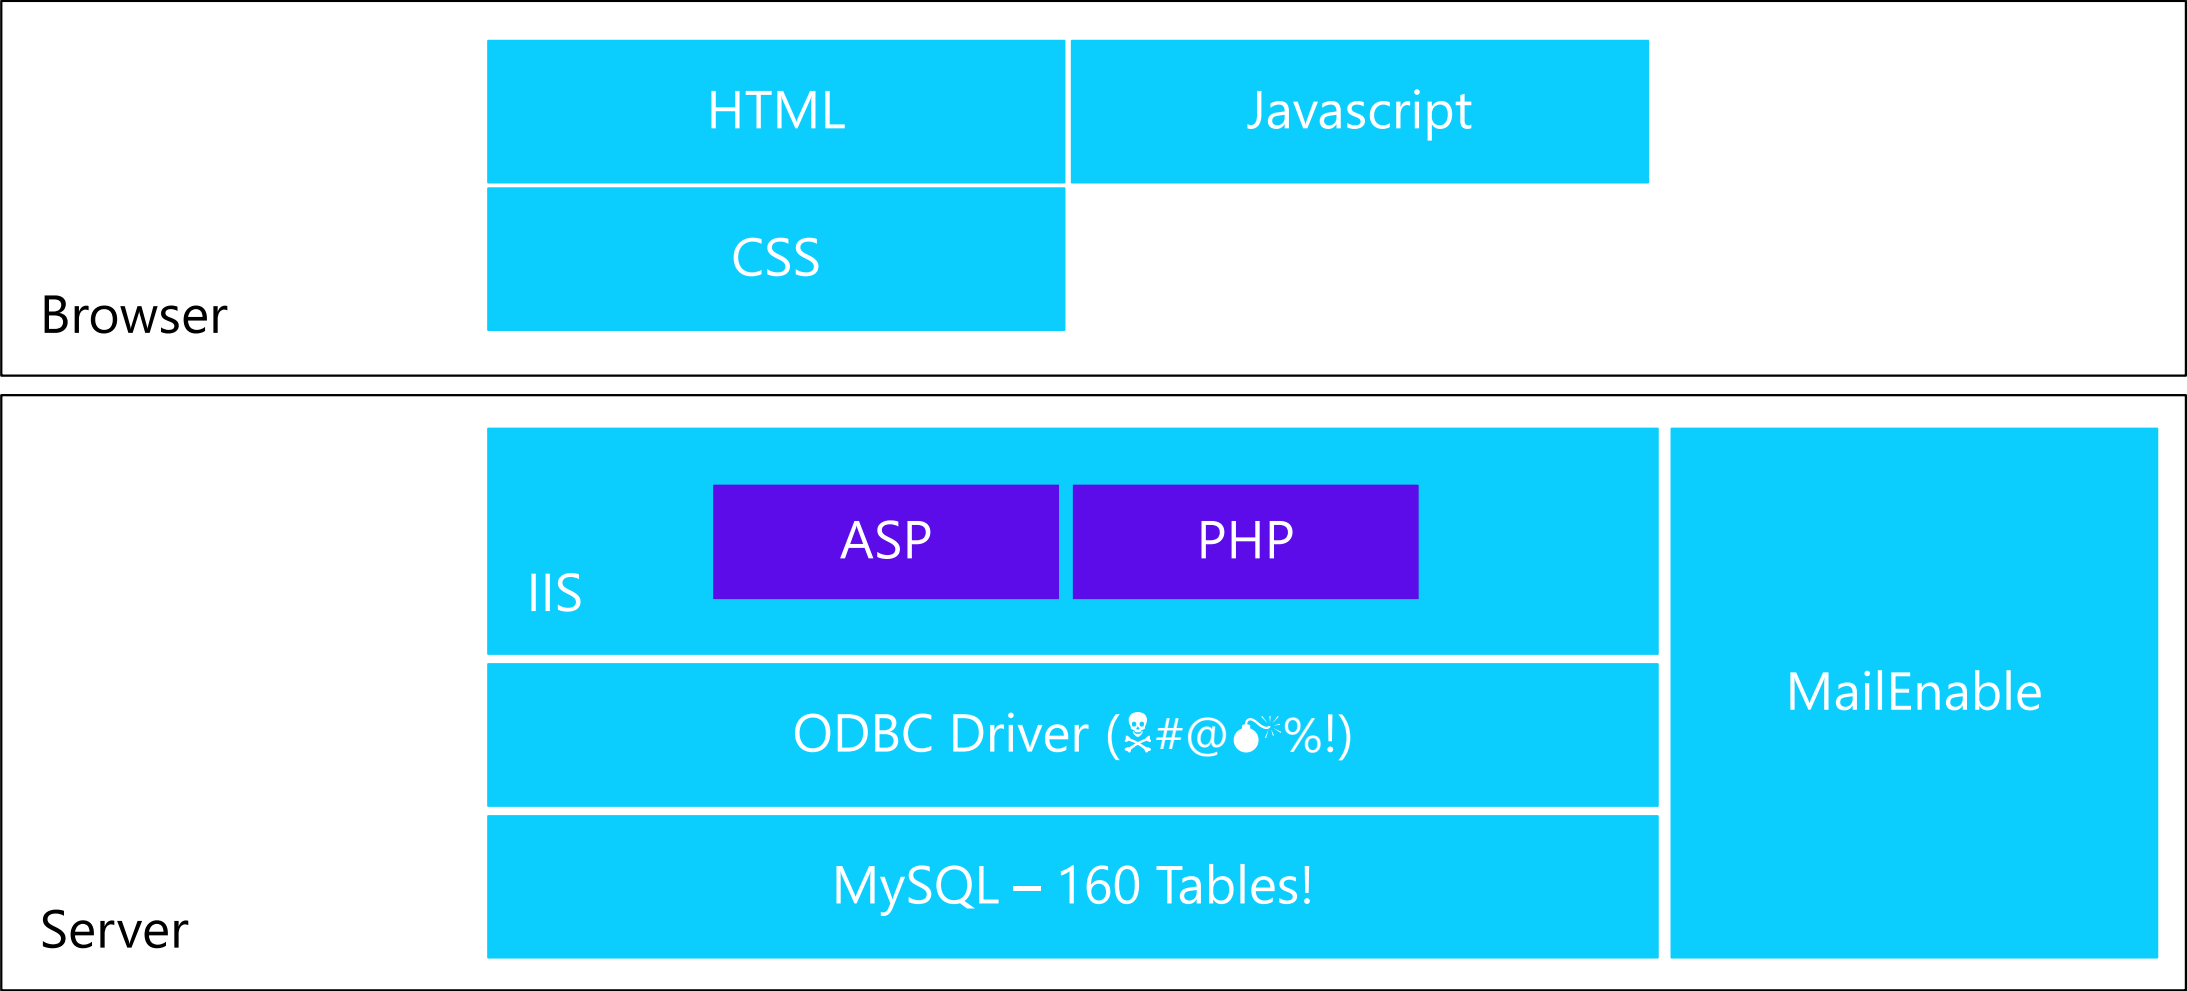 HTML
Javascript
CSS
Browser
ASP
PHP
IIS
ODBC Driver (☠#@💣%!)
MailEnable
MySQL – 160 Tables!
Server